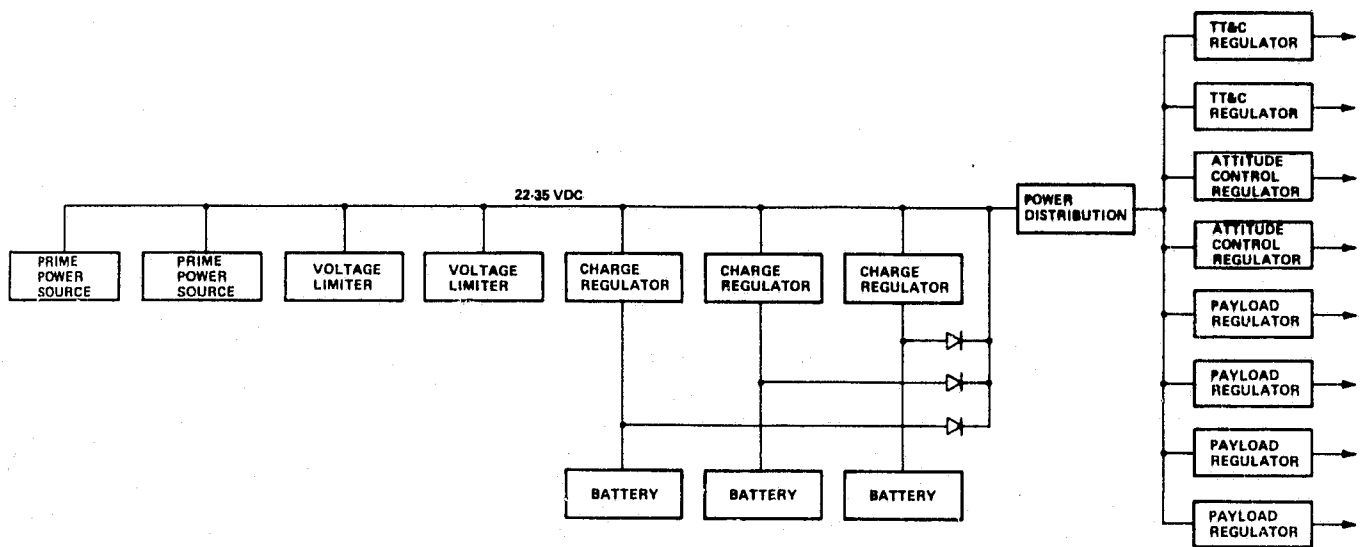 TT&C
REGULATOR
TT&C
REGULATOR
ATTITUDE
CONTROL
REGULATOR
ATTITUDE
CONTROL
REGULATOR
PAYLOAD
REGULATOR
PAYLOAD
REGULATOR
PAYLOAD
REGULATOR
PAYLOAD
REGULATOR
22-35 VDC
POWER
DISTRIBUTION
PRIME
POWER
SOURCE
PRIME
POWER
SOURCE
VOLTAGE
LIMITER
VOLTAGE
LIMITER
CHARGE
REGULATOR
CHARGE
REGULATOR
CHARGE
REGULATOR
BATTERY
BATTERY
BATTERY